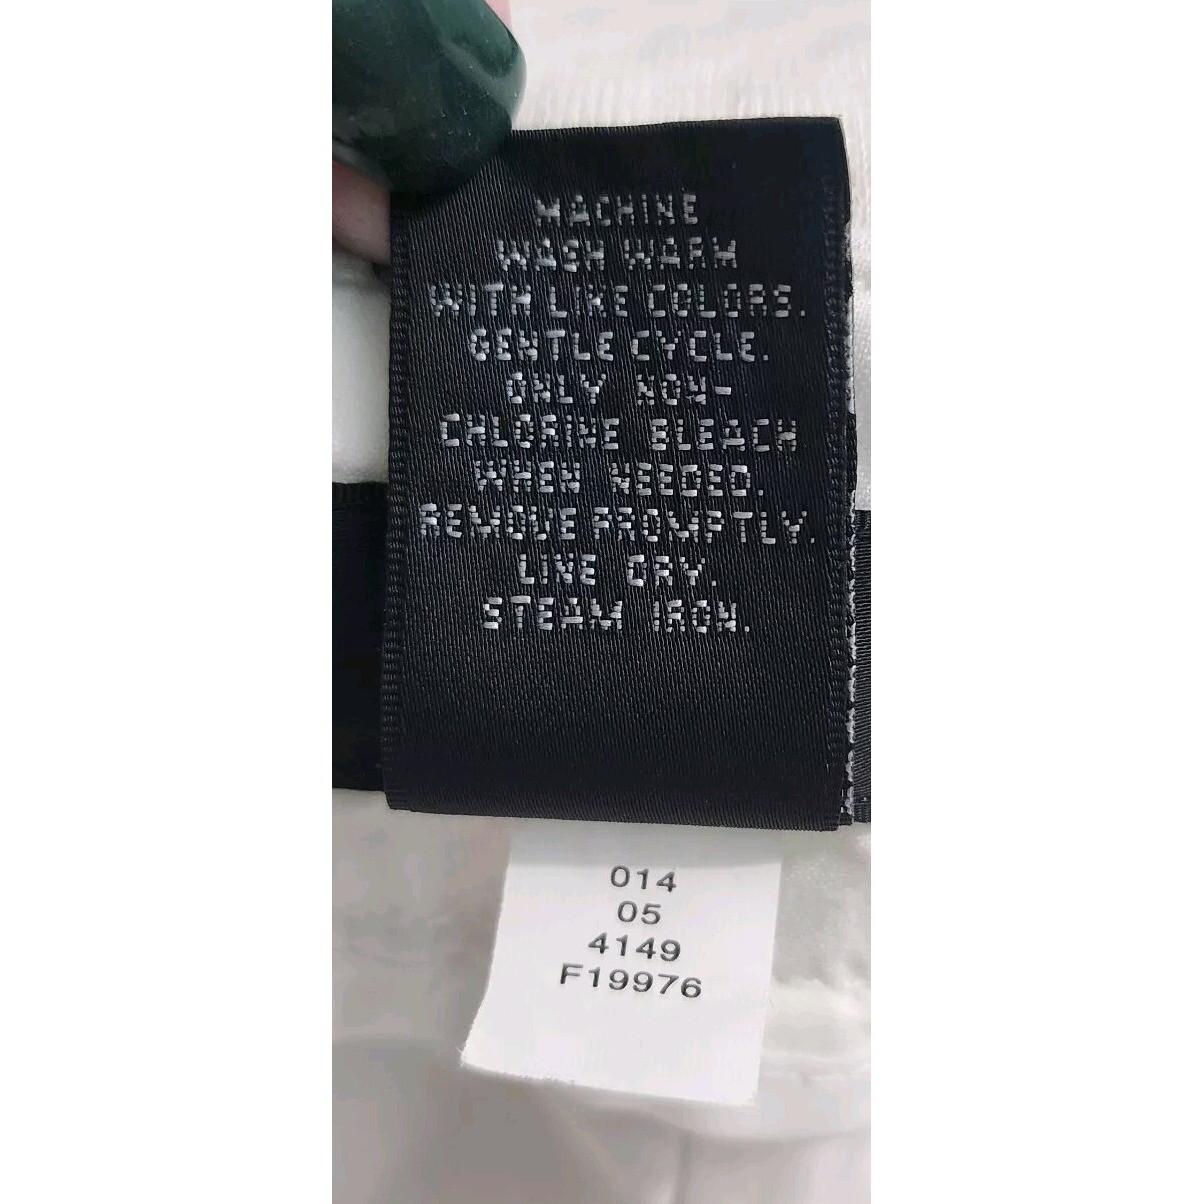 MACHINE
WASH WARM
WITH LIKE COLORS.
GENTLE CYCLE.
ONLY NON-
CHLORINE BLEACH
WHEN NEEDED.
REMOVE PROMPTLY.
LINE DRY.
STEAM IRON.
014
05
4149
F19976